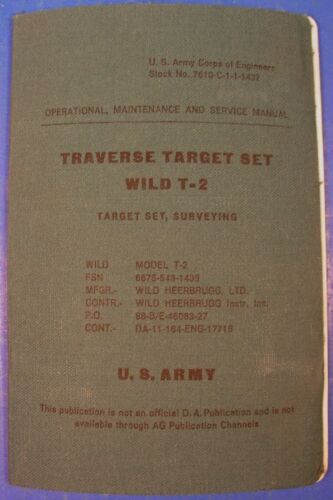 U. S. Army Corps of Engineers
Stock No. 7610-C-1-1-1432
OPERATIONAL, MAINTENANCE AND SERVICE MANUAL
TRAVERSE TARGET SET
WILD T-2
TARGET SET, SURVEYING
WILD MODEL T-2
FSN 6675-549-1439
MFGR.- WILD HEERBRUGG, LTD.
CONTR.- WILD HEERBRUGG Instr. Inc.
P.O. 88-B/E-46083-27
CONT.- DA-11-184-ENG-17718
U. S. ARMY
This publication is not an official D. A. Publication and is not
available through AG Publication Channels